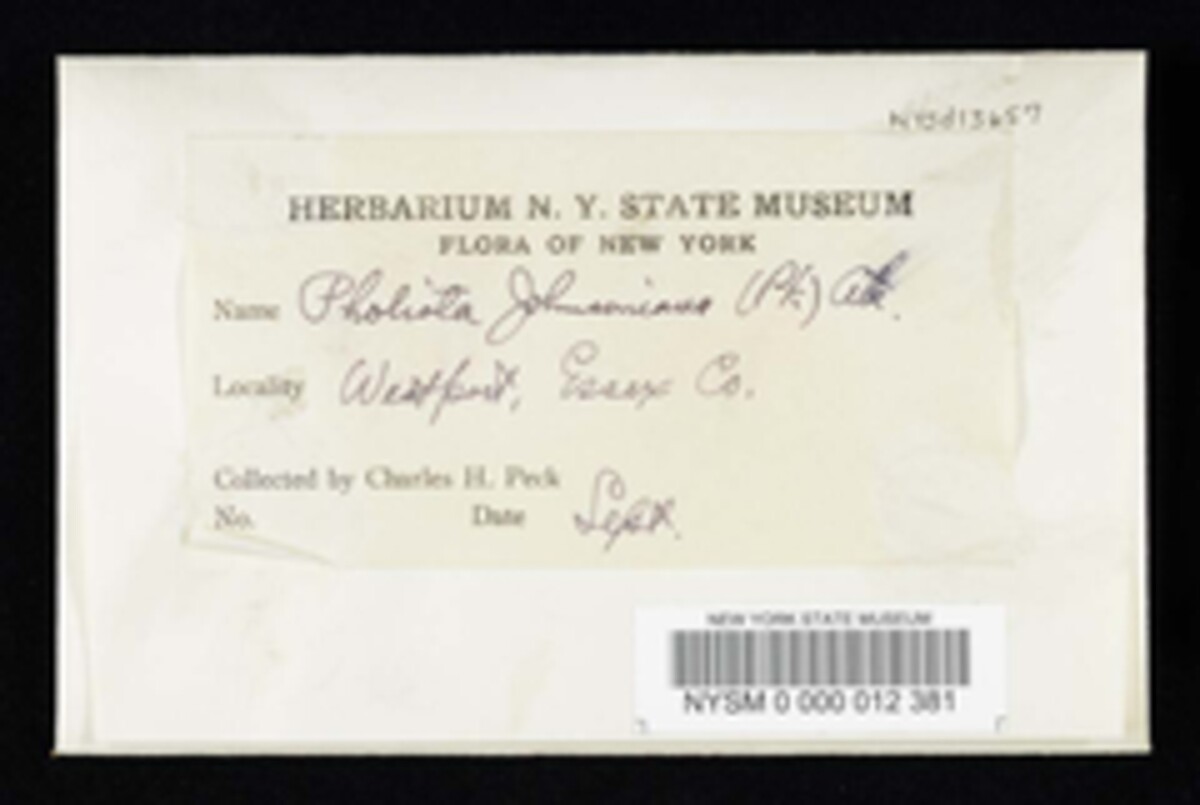 NYSd13657
HERBARIUM N. Y. STATE MUSEUM
FLORA OF NEW YORK
Name Pholiota Johnsoniana (Pk.) Atk.
Locality Westport, Essex Co.
Collected by Charles H. Peck
No. Date Sept.
NEW YORK STATE MUSEUM
NYSM 0 000 012 381